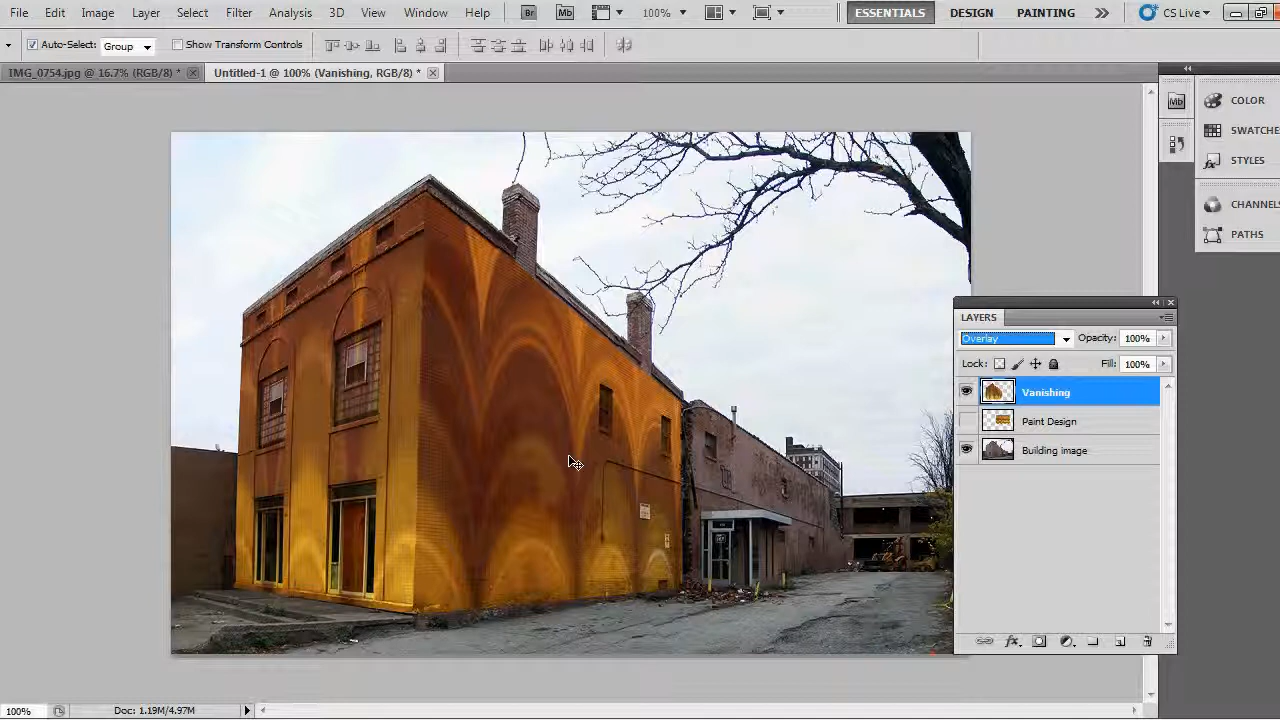 File Edit Image Layer Select Filter Analysis 3D View Window Help Br Mb 100% ESSENTIALS DESIGN PAINTING CS Live
Auto-Select: Group Show Transform Controls
IMG_0754.jpg @ 16.7% (RGB/8) * Untitled-1 @ 100% (Vanishing, RGB/8) *
Mb COLOR
SWATCHE
STYLES
CHANNELS
PATHS
LAYERS
Overlay Opacity: 100%
Lock: Fill: 100%
Vanishing
Paint Design
Building image
fx
100% Doc: 1.19M/4.97M